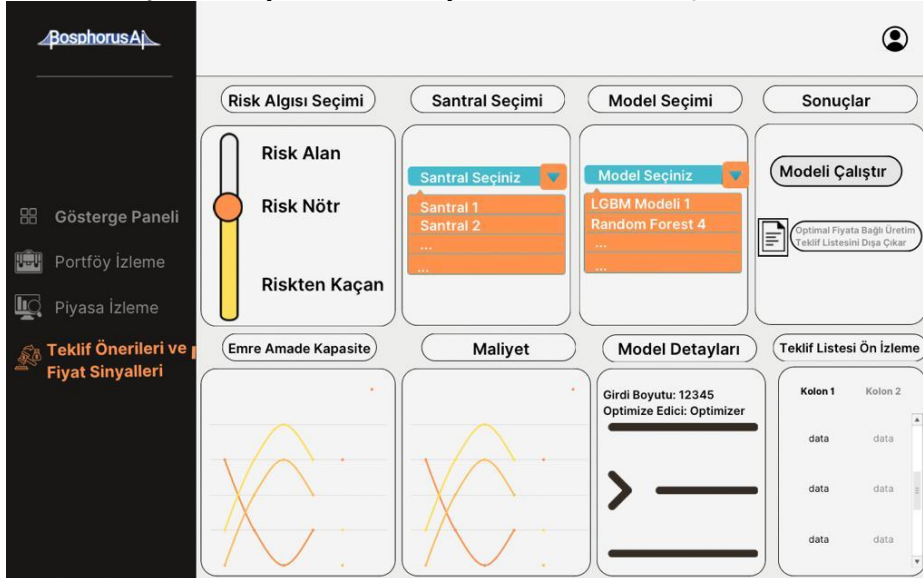 BosphorusAi
Risk Algısı Seçimi
Santral Seçimi
Model Seçimi
Sonuçlar
Risk Alan
Risk Nötr
Riskten Kaçan
Santral Seçiniz
Santral 1
Santral 2
...
...
Model Seçiniz
LGBM Modeli 1
Random Forest 4
...
...
Modeli Çalıştır
Optimal Fiyata Bağlı Üretim
Teklif Listesini Dışa Çıkar
Gösterge Paneli
Portföy İzleme
Piyasa İzleme
Teklif Önerileri ve
Fiyat Sinyalleri
Emre Amade Kapasite
Maliyet
Model Detayları
Teklif Listesi Ön İzleme
Girdi Boyutu: 12345
Optimize Edici: Optimizer
Kolon 1 Kolon 2
data data
data data
data data